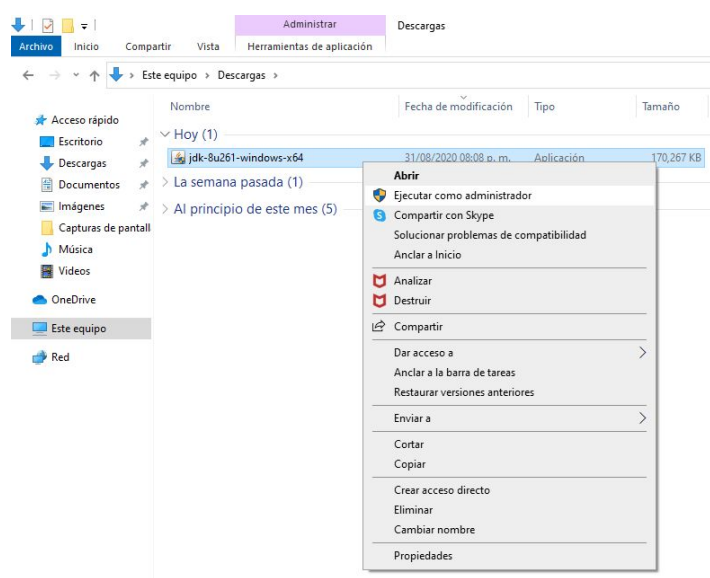 Administrar
Descargas
Archivo Inicio Compartir Vista Herramientas de aplicación
Este equipo > Descargas >
Acceso rápido
Escritorio
Descargas
Documentos
Imágenes
Capturas de pantall
Música
Videos
OneDrive
Este equipo
Red
Nombre Fecha de modificación Tipo Tamaño
Hoy (1)
jdk-8u261-windows-x64 31/08/2020 08:08 p. m. Aplicación 170,267 KB
La semana pasada (1)
Al principio de este mes (5)
Abrir
Ejecutar como administrador
Compartir con Skype
Solucionar problemas de compatibilidad
Anclar a Inicio
Analizar
Destruir
Compartir
Dar acceso a
Anclar a la barra de tareas
Restaurar versiones anteriores
Enviar a
Cortar
Copiar
Crear acceso directo
Eliminar
Cambiar nombre
Propiedades